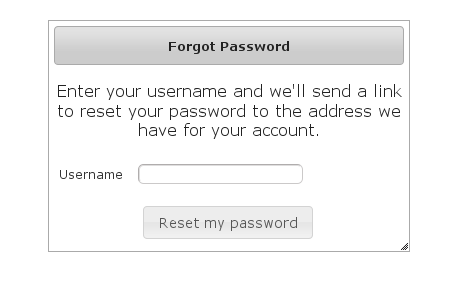 Forgot Password
Enter your username and we'll send a link
to reset your password to the address we
have for your account.
Username
Reset my password